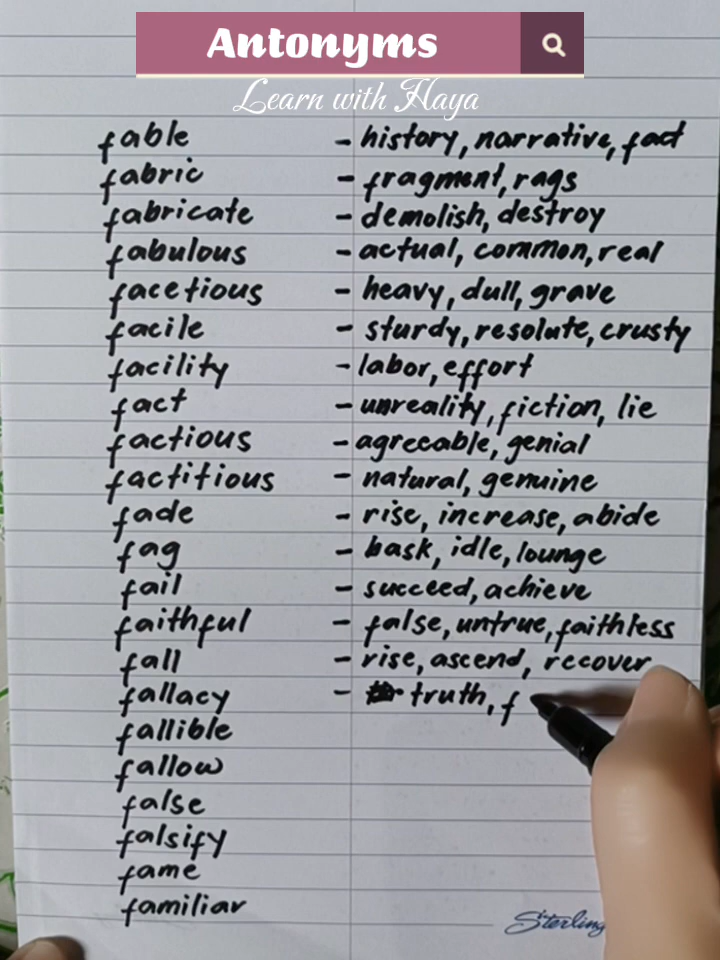 Antonyms
Learn with Haya
fable - history, narrative, fact
fabric - fragment, rags
fabricate - demolish, destroy
fabulous - actual, common, real
facetious - heavy, dull, grave
facile - sturdy, resolute, crusty
facility - labor, effort
fact - unreality, fiction, lie
factious - agreeable, genial
factitious - natural, genuine
fade - rise, increase, abide
fag - bask, idle, lounge
fail - succeed, achieve
faithful - false, untrue, faithless
fall - rise, ascend, recover
fallacy - truth, f
fallible
fallow
false
falsify
fame
familiar
Sterling